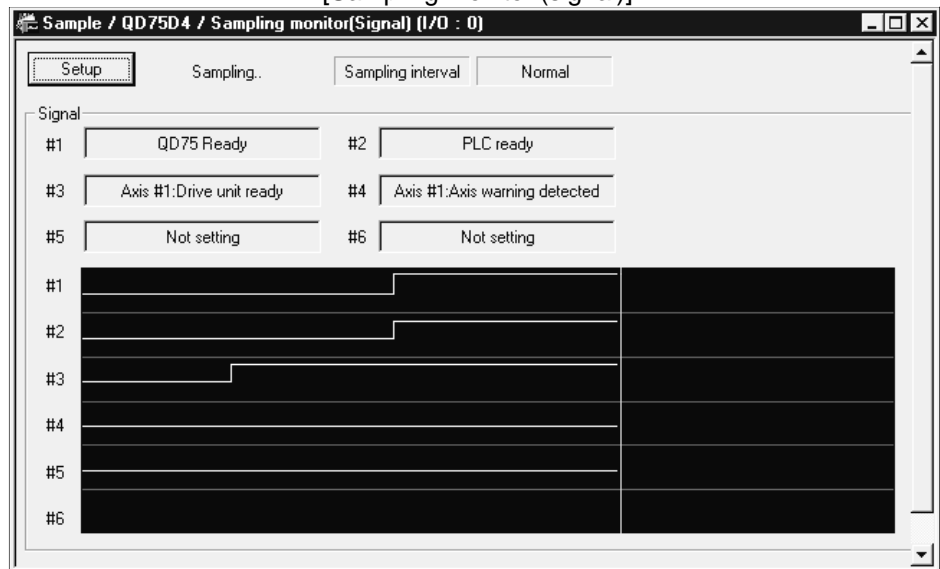 [Sampling monitor (signal)]
Sample / QD75D4 / Sampling monitor(Signal) (I/O : 0)
Setup Sampling.. Sampling interval Normal
Signal
#1 QD75 Ready #2 PLC ready
#3 Axis #1:Drive unit ready #4 Axis #1:Axis warning detected
#5 Not setting #6 Not setting
#1
#2
#3
#4
#5
#6